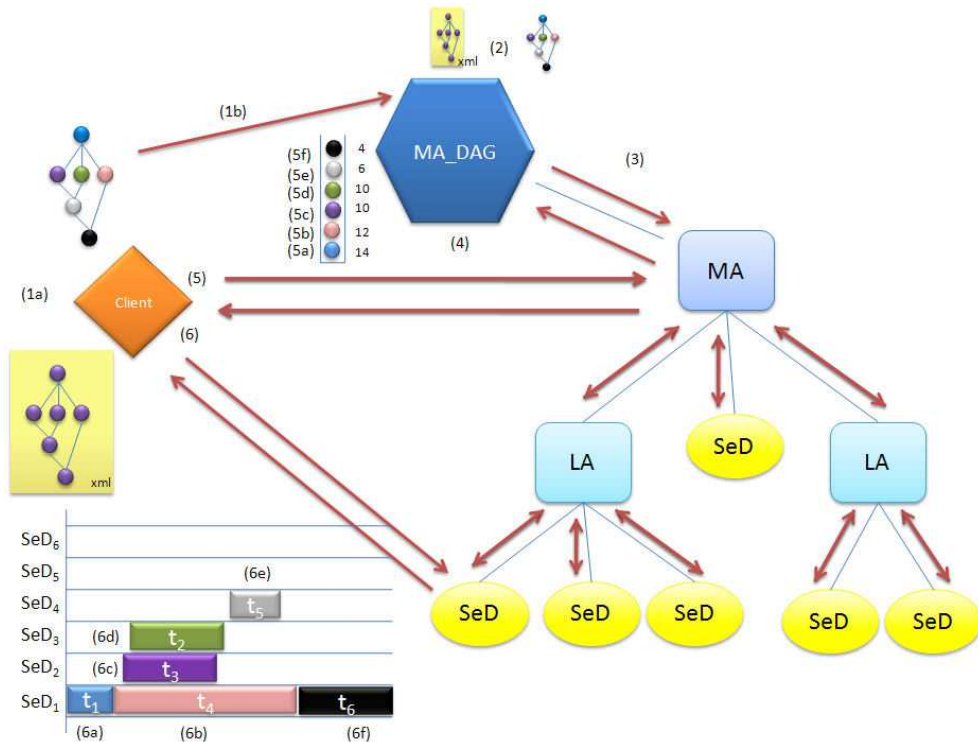 xml
(2)
(1b)
MA_DAG
(3)
(5f) 4
(5e) 6
(5d) 10
(5c) 10
(5b) 12
(5a) 14
(4)
MA
(1a)
Client
(5)
(6)
xml
LA
SeD
LA
SeD
SeD
SeD
SeD
SeD
SeD6
SeD5
(6e)
SeD4
t5
SeD3
(6d)
t2
SeD2
(6c)
t3
SeD1
t1
t4
t6
(6a)
(6b)
(6f)